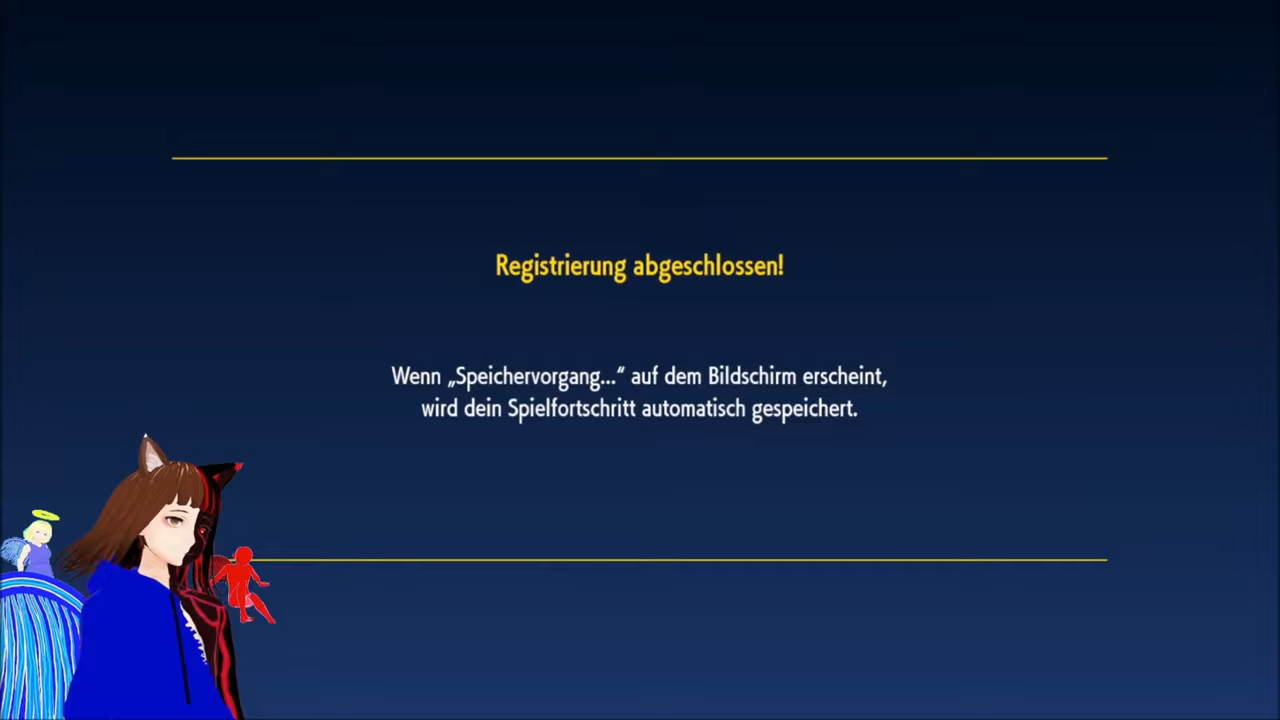 Registrierung abgeschlossen!
Wenn „Speichervorgang...“ auf dem Bildschirm erscheint,
wird dein Spielfortschritt automatisch gespeichert.